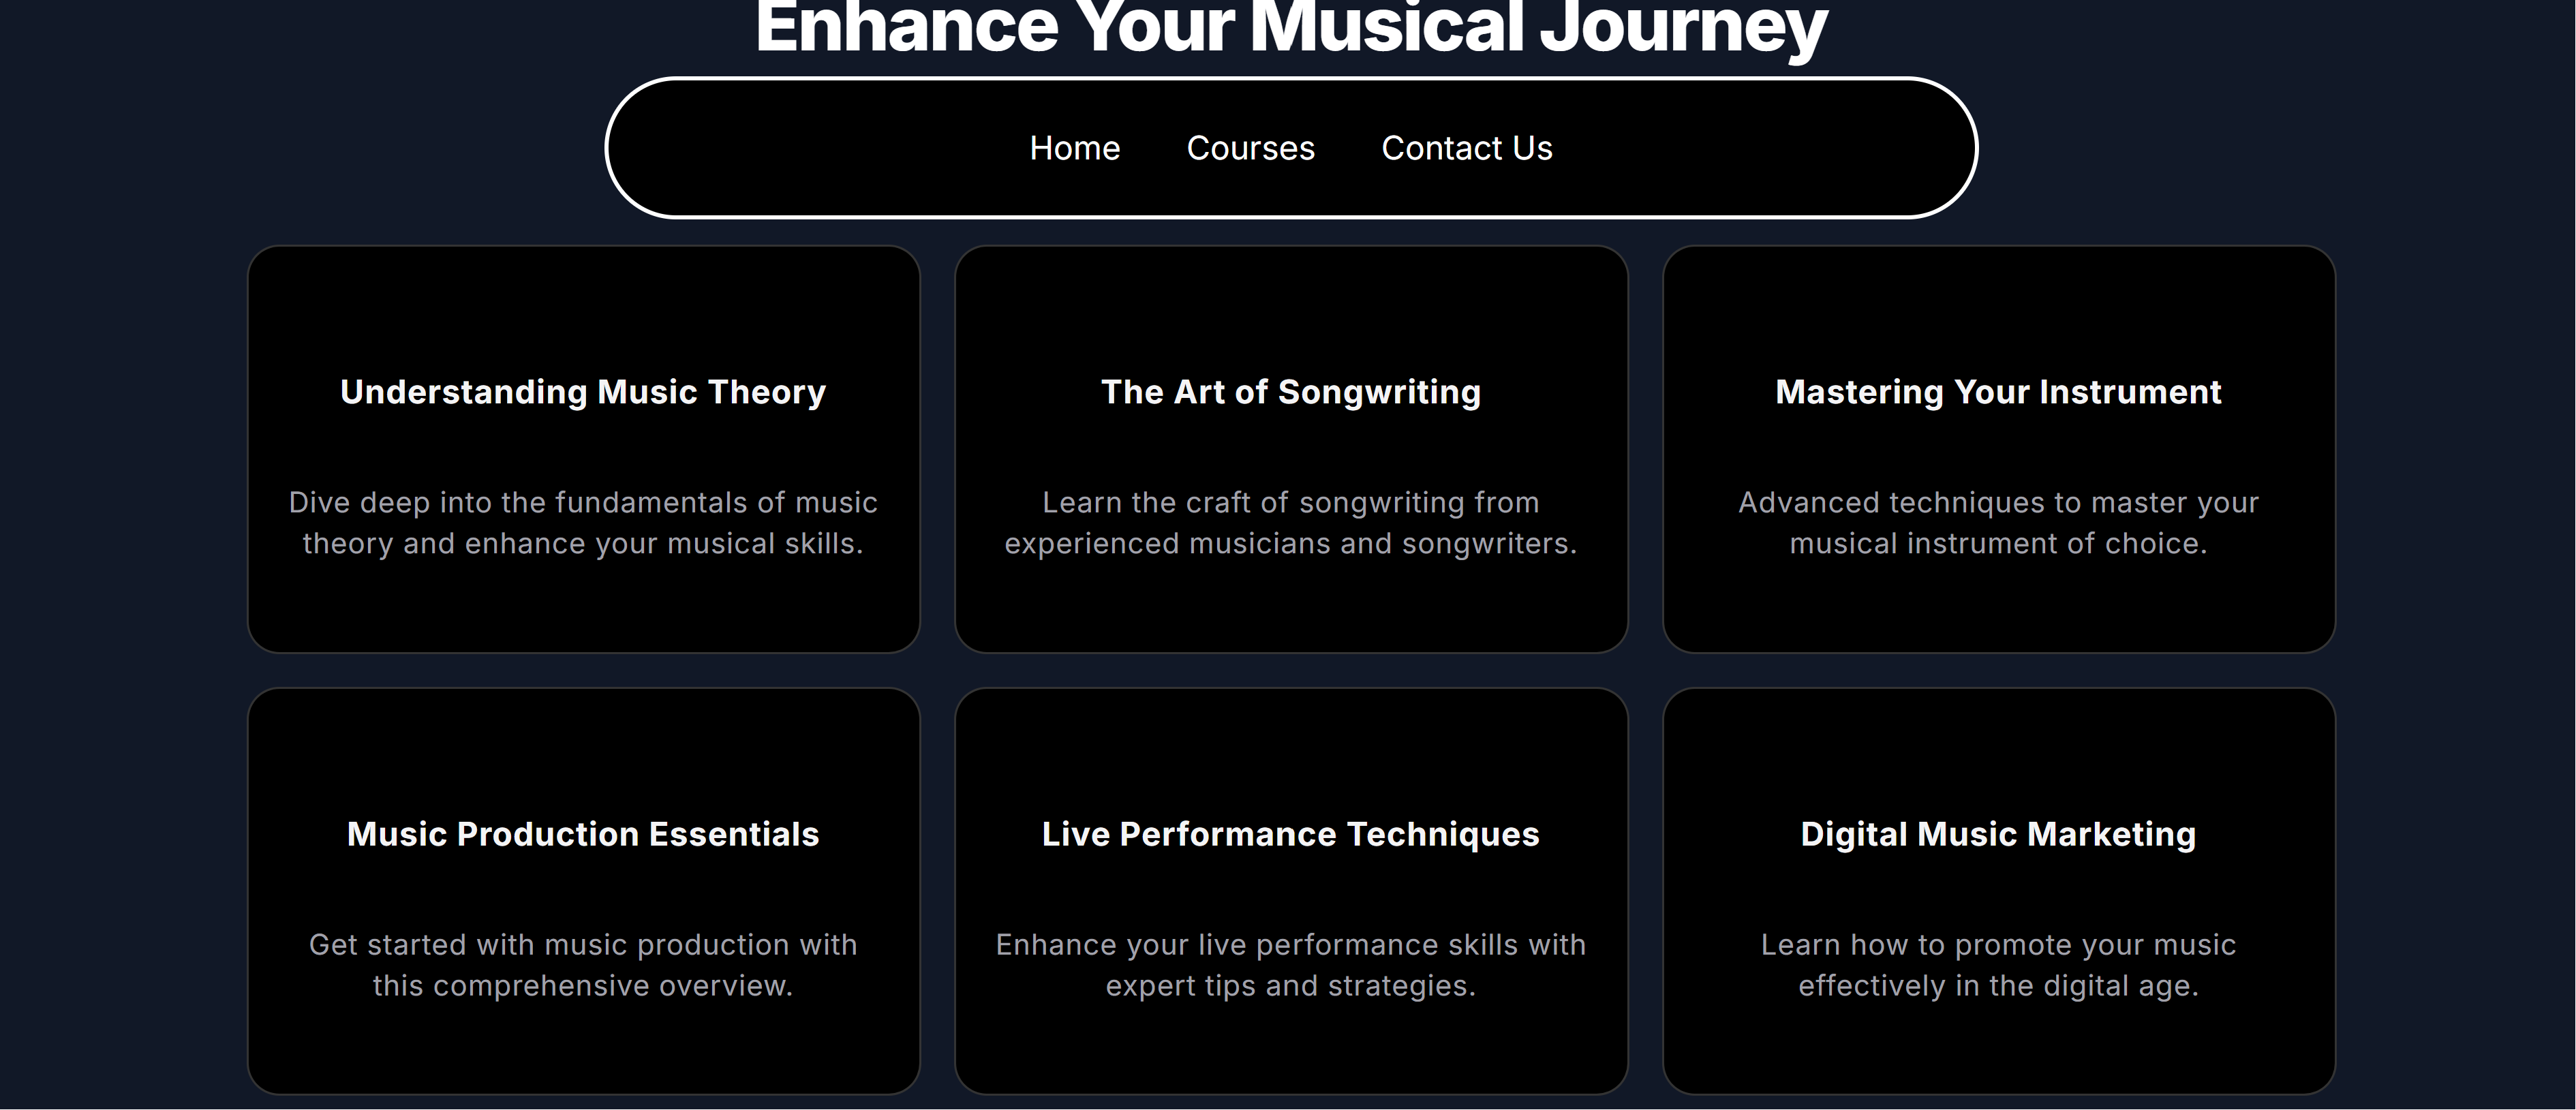 Enhance Your Musical Journey
Home Courses Contact Us
Understanding Music Theory
Dive deep into the fundamentals of music
theory and enhance your musical skills.
The Art of Songwriting
Learn the craft of songwriting from
experienced musicians and songwriters.
Mastering Your Instrument
Advanced techniques to master your
musical instrument of choice.
Music Production Essentials
Get started with music production with
this comprehensive overview.
Live Performance Techniques
Enhance your live performance skills with
expert tips and strategies.
Digital Music Marketing
Learn how to promote your music
effectively in the digital age.